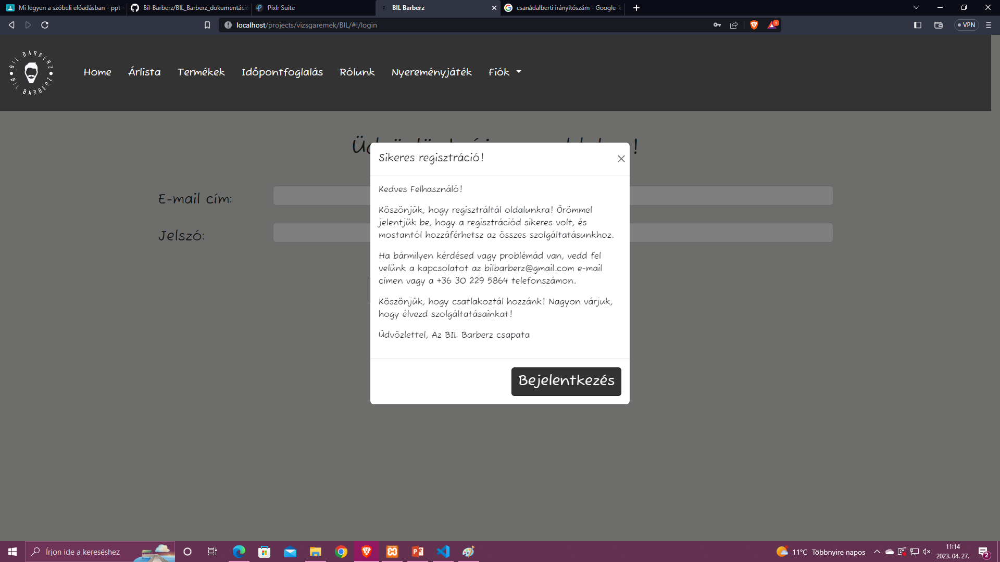 Mi legyen a szóbeli előadásban - ppt-
Bil-Barberz/BIL_Barberz_dokumentáció
Pixlr Suite
BIL Barberz
csanádalberti irányítószám - Google-k
localhost/projects/vizsgaremek/BIL/#!/login
1
VPN
BIL BARBERZ
BIL BARBERZ
Home
Árlista
Termékek
Időpontfoglalás
Rólunk
Nyereményjáték
Fiók
Sikeres regisztráció!
E-mail cím:
Jelszó:
Kedves Felhasználó!
Köszönjük, hogy regisztráltál oldalunkra! Örömmel
jelentjük be, hogy a regisztrációd sikeres volt, és
mostantól hozzáférhetsz az összes szolgáltatásunkhoz.
Ha bármilyen kérdésed vagy problémád van, vedd fel
velünk a kapcsolatot az bilbarberz@gmail.com e-mail
címen vagy a +36 30 229 5864 telefonszámon.
Köszönjük, hogy csatlakoztál hozzánk! Nagyon várjuk,
hogy élvezd szolgáltatásainkat!
Üdvözlettel, Az BIL Barberz csapata
Bejelentkezés
Írjon ide a kereséshez
11°C Többnyire napos
11:14
2023. 04. 27.
2